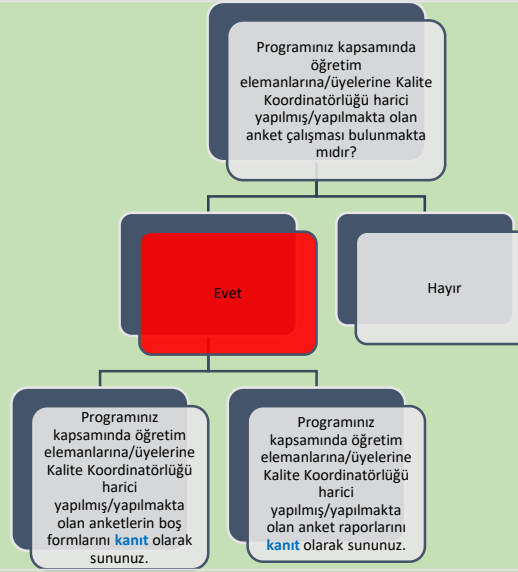 Programınız kapsamında
öğretim
elemanlarına/üyelerine Kalite
Koordinatörlüğü harici
yapılmış/yapılmakta olan
anket çalışması bulunmakta
mıdır?
Evet
Hayır
Programınız
kapsamında öğretim
elemanlarına/üyelerine
Kalite Koordinatörlüğü
harici
yapılmış/yapılmakta
olan anketlerin boş
formlarını kanıt olarak
sununuz.
Programınız
kapsamında öğretim
elemanlarına/üyelerine
Kalite Koordinatörlüğü
harici
yapılmış/yapılmakta
olan anket raporlarını
kanıt olarak sununuz.